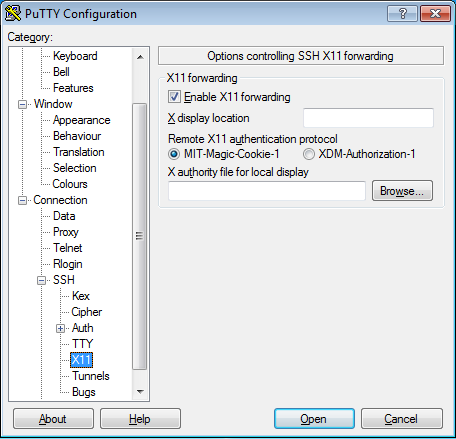 PuTTY Configuration
Category:
Keyboard
Bell
Features
Window
Appearance
Behaviour
Translation
Selection
Colours
Connection
Data
Proxy
Telnet
Rlogin
SSH
Kex
Cipher
Auth
TTY
X11
Tunnels
Bugs
Options controlling SSH X11 forwarding
X11 forwarding
Enable X11 forwarding
X display location
Remote X11 authentication protocol
MIT-Magic-Cookie-1 XDM-Authorization-1
X authority file for local display
Browse...
About Help Open Cancel